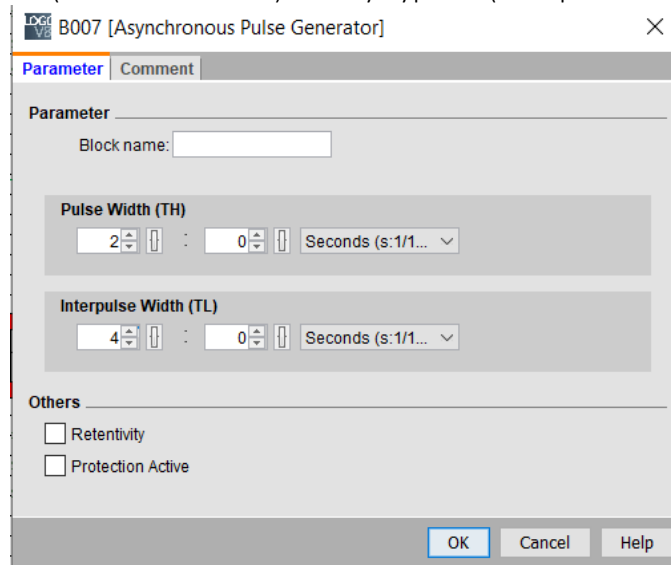 B007 [Asynchronous Pulse Generator]
Parameter Comment
Parameter
Block name:
Pulse Width (TH)
2 : 0 Seconds (s:1/1...
Interpulse Width (TL)
4 : 0 Seconds (s:1/1...
Others
Retentivity
Protection Active
OK Cancel Help